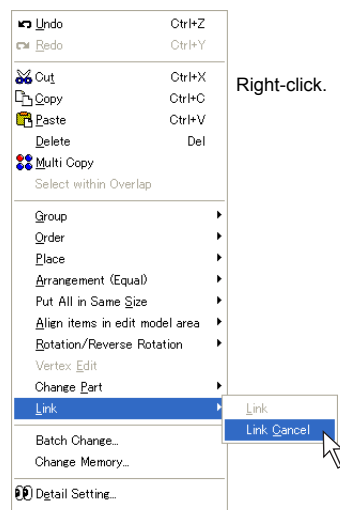 Undo Ctrl+Z
Redo Ctrl+Y
Cut Ctrl+X
Right-click.
Copy Ctrl+C
Paste Ctrl+V
Delete Del
Multi Copy
Select within Overlap
Group
Order
Place
Arrangement (Equal)
Put All in Same Size
Align items in edit model area
Rotation/Reverse Rotation
Vertex Edit
Change Part
Link
Link
Link Cancel
Batch Change...
Change Memory...
Detail Setting...